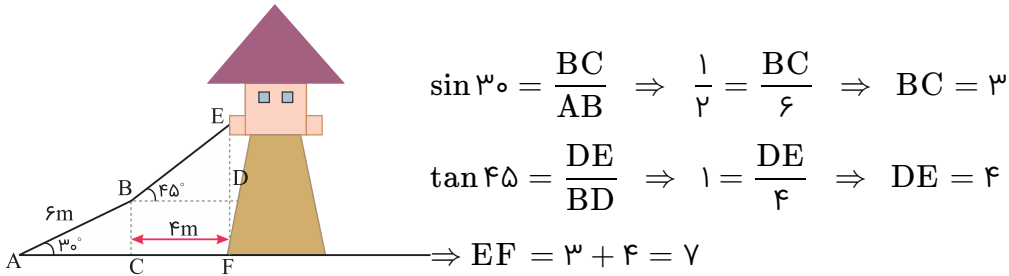 E
D
B
۴۵°
۶m
۴m
۳۰°
A
C
F
sin ۳۰ = BC/AB ⇒ ۱/۲ = BC/۶ ⇒ BC = ۳
tan ۴۵ = DE/BD ⇒ ۱ = DE/۴ ⇒ DE = ۴
⇒ EF = ۳ + ۴ = ۷